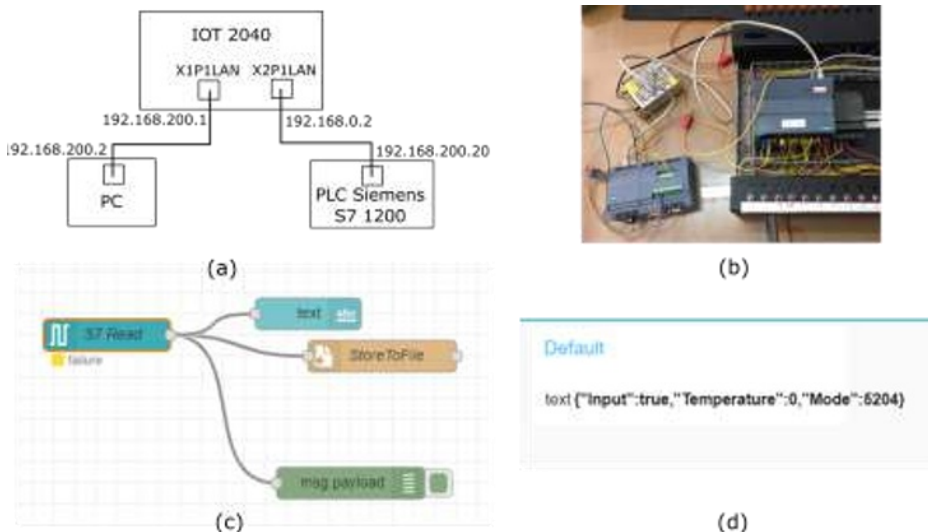 IOT 2040
X1P1LAN X2P1LAN
192.168.200.1
192.168.0.2
192.168.200.2
192.168.200.20
PC
PLC Siemens
S7 1200
(a)
(b)
S7 Read
failure
text
abc
StoreToFile
msg.payload
(c)
Default
text {"Input":true,"Temperature":0,"Mode":5204}
(d)